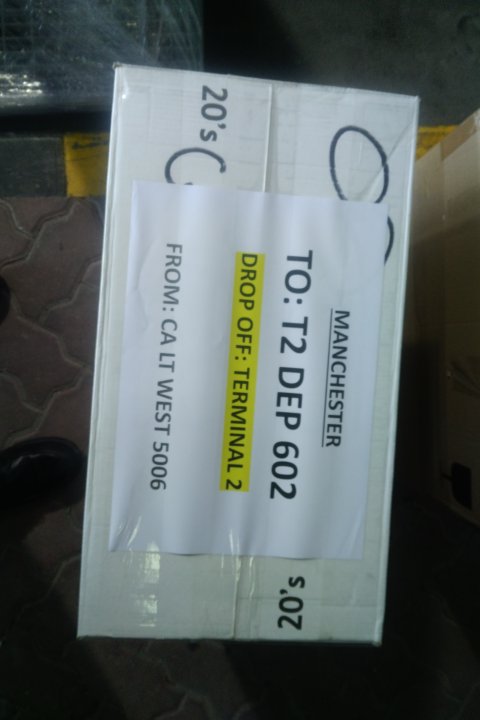 20's
MANCHESTER
TO: T2 DEP 602
DROP OFF: TERMINAL 2
FROM: CA LT WEST 5006
20's